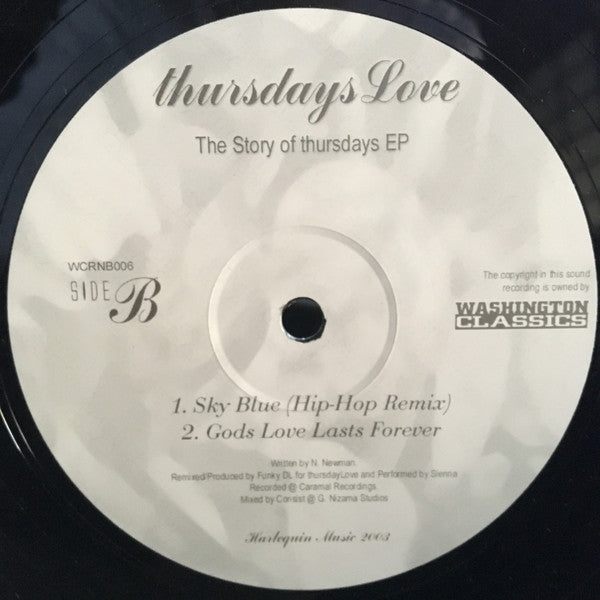 thursdays Love
The Story of thursdays EP
WCRNB006
SIDE B
The copyright in this sound
recording is owned by
WASHINGTON
CLASSICS
1. Sky Blue (Hip-Hop Remix)
2. Gods Love Lasts Forever
Written by N. Newman.
Remixed/Produced by Funky DL for thursdayLove and Performed by Sienna
Recorded @ Caramal Recordings.
Mixed by Consist @ G. Nizama Studios
Harlequin Music 2003